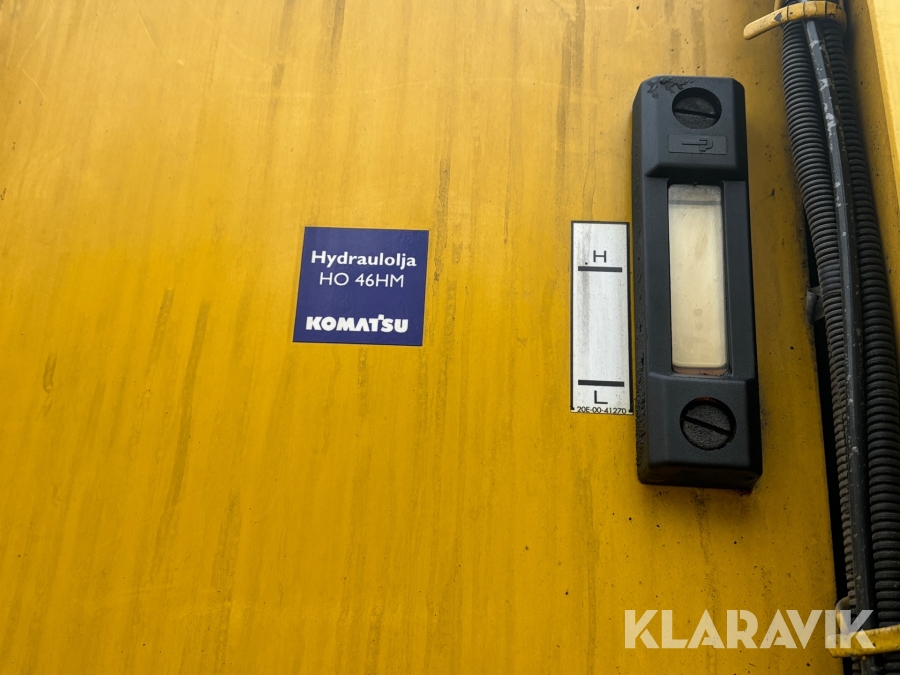 Hydraulolja
HO 46HM
KOMATSU
H
L
20E-00-41270
KLARAVIK